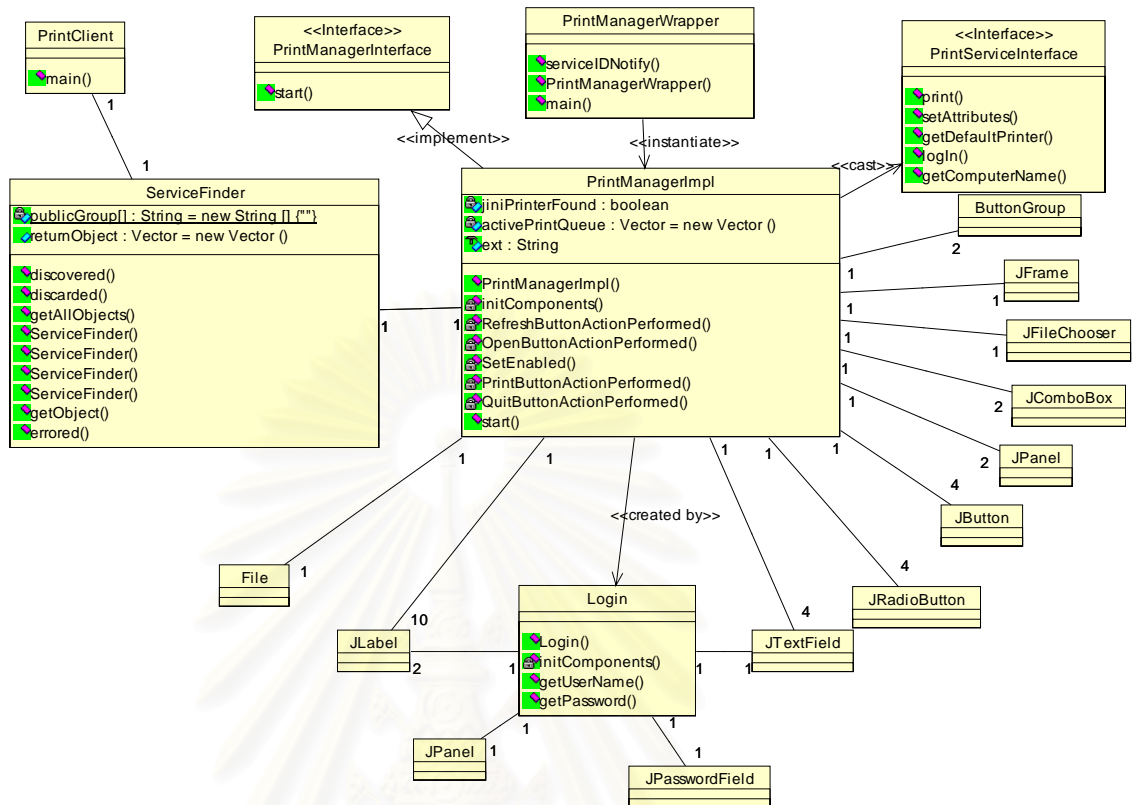 PrintClient
main()
<<Interface>>
PrintManagerInterface
start()
PrintManagerWrapper
serviceIDNotify()
PrintManagerWrapper()
main()
<<Interface>>
PrintServiceInterface
print()
setAttributes()
getDefaultPrinter()
logIn()
getComputerName()
1
1
<<implement>>
<<instantiate>>
<<cast>>
ServiceFinder
publicGroup[] : String = new String [] {""}
returnObject : Vector = new Vector ()
discovered()
discarded()
getAllObjects()
ServiceFinder()
ServiceFinder()
ServiceFinder()
ServiceFinder()
getObject()
errored()
1
1
PrintManagerImpl
jiniPrinterFound : boolean
activePrintQueue : Vector = new Vector ()
ext : String
PrintManagerImpl()
initComponents()
RefreshButtonActionPerformed()
OpenButtonActionPerformed()
SetEnabled()
PrintButtonActionPerformed()
QuitButtonActionPerformed()
start()
ButtonGroup
1
2
JFrame
1
1
JFileChooser
1
1
JComboBox
1
2
JPanel
1
2
JButton
1
4
JRadioButton
1
4
JTextField
1
4
<<created by>>
File
1
1
JLabel
1
10
Login
Login()
initComponents()
getUserName()
getPassword()
2
1
1
1
JPanel
1
1
JPasswordField
1
1